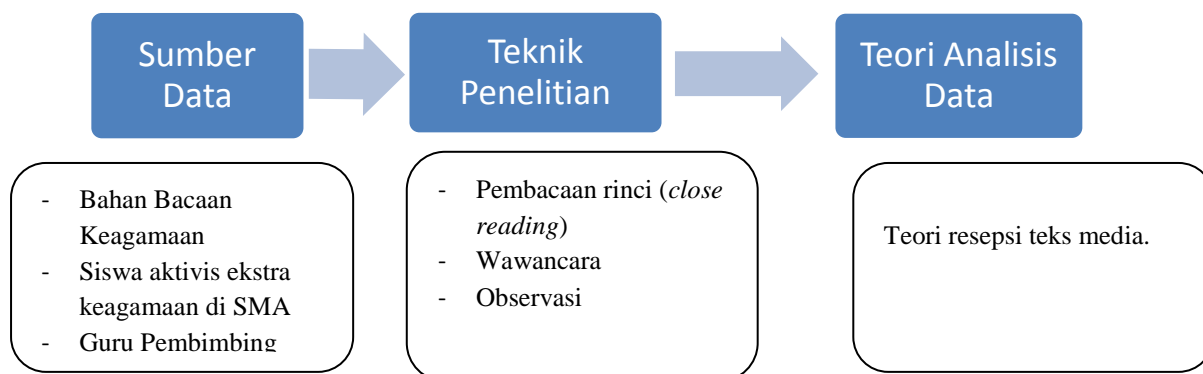 Sumber
Data
Teknik
Penelitian
Teori Analisis
Data
- Bahan Bacaan
Keagamaan
- Siswa aktivis ekstra
keagamaan di SMA
- Guru Pembimbing
- Pembacaan rinci (close
reading)
- Wawancara
- Observasi
Teori resepsi teks media.